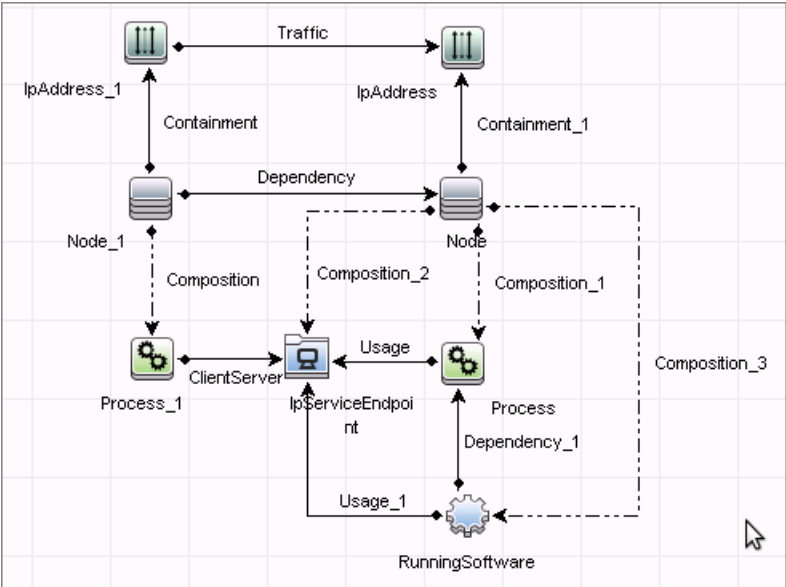 Traffic
IpAddress_1
IpAddress
Containment
Containment_1
Dependency
Node_1
Node
Composition
Composition_2
Composition_1
Usage
Composition_3
ClientServer
Process_1
IpServiceEndpoi
nt
Process
Dependency_1
Usage_1
RunningSoftware